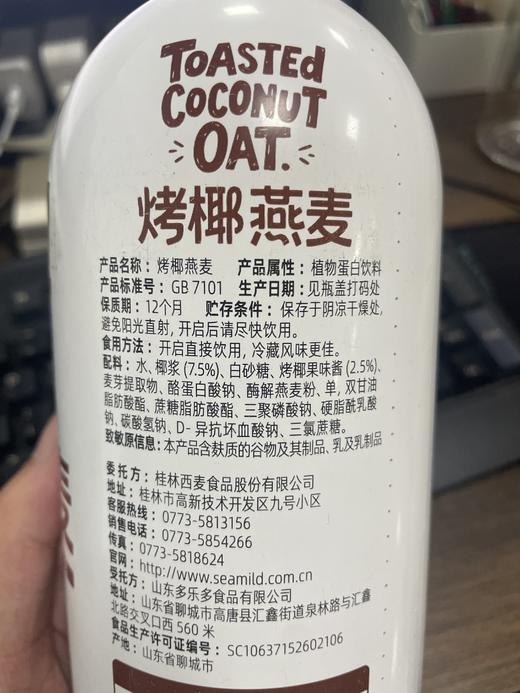 TOASTED
COCONUT
OAT.
烤椰燕麦
产品名称：烤椰燕麦 产品属性：植物蛋白饮料
产品标准号：GB 7101 生产日期：见瓶盖打码处
保质期：12个月 贮存条件：保存于阴凉干燥处,
避免阳光直射,开启后请尽快饮用。
食用方法：开启直接饮用,冷藏风味更佳。
配料：水、椰浆(7.5%)、白砂糖、烤椰果味酱(2.5%)、
麦芽提取物、酪蛋白酸钠、酶解燕麦粉、单,双甘油
脂肪酸酯、蔗糖脂肪酸酯、三聚磷酸钠、硬脂酰乳酸
钠、碳酸氢钠、D-异抗坏血酸钠、三氯蔗糖。
致敏原信息：本产品含麸质的谷物及其制品、乳及乳制品
委托方：桂林西麦食品股份有限公司
地址：桂林市高新技术开发区九号小区
客服热线：0773-5813156
销售电话：0773-5854266
传真：0773-5818624
官网：http://www.seamild.com.cn
受托方：山东多乐多食品有限公司
地址：山东省聊城市高唐县汇鑫街道泉林路与汇鑫
北路交叉口西560米
食品生产许可证编号：SC10637152602106
产地：山东省聊城市